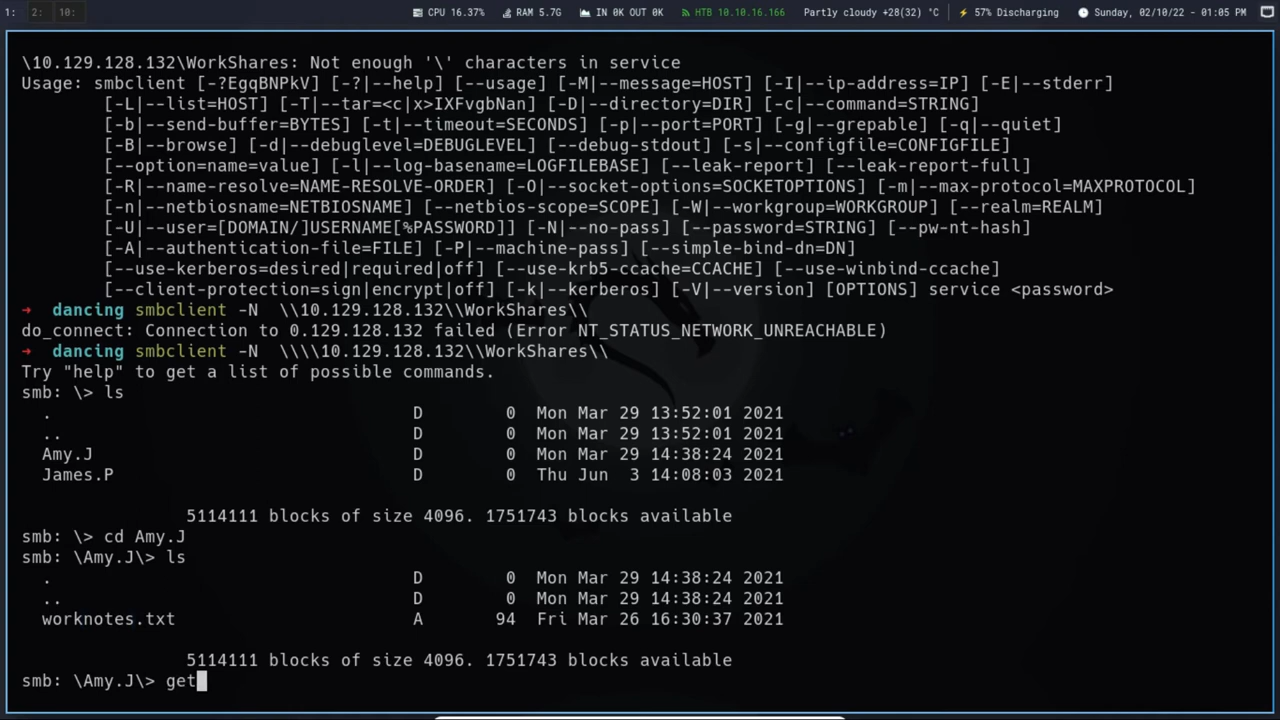 1: 2: 10: CPU 16.37% RAM 5.7G IN 0K OUT 0K HTB 10.10.16.166 Partly cloudy +28(32) °C 57% Discharging Sunday, 02/10/22 - 01:05 PM
\10.129.128.132\WorkShares: Not enough '\' characters in service
Usage: smbclient [-?EgqBNPkV] [-?|--help] [--usage] [-M|--message=HOST] [-I|--ip-address=IP] [-E|--stderr]
[-L|--list=HOST] [-T|--tar=<c|x>IXFvgbNan] [-D|--directory=DIR] [-c|--command=STRING]
[-b|--send-buffer=BYTES] [-t|--timeout=SECONDS] [-p|--port=PORT] [-g|--grepable] [-q|--quiet]
[-B|--browse] [-d|--debuglevel=DEBUGLEVEL] [--debug-stdout] [-s|--configfile=CONFIGFILE]
[--option=name=value] [-l|--log-basename=LOGFILEBASE] [--leak-report] [--leak-report-full]
[-R|--name-resolve=NAME-RESOLVE-ORDER] [-O|--socket-options=SOCKETOPTIONS] [-m|--max-protocol=MAXPROTOCOL]
[-n|--netbiosname=NETBIOSNAME] [--netbios-scope=SCOPE] [-W|--workgroup=WORKGROUP] [--realm=REALM]
[-U|--user=[DOMAIN/]USERNAME[%PASSWORD]] [-N|--no-pass] [--password=STRING] [--pw-nt-hash]
[-A|--authentication-file=FILE] [-P|--machine-pass] [--simple-bind-dn=DN]
[--use-kerberos=desired|required|off] [--use-krb5-ccache=CCACHE] [--use-winbind-ccache]
[--client-protection=sign|encrypt|off] [-k|--kerberos] [-V|--version] [OPTIONS] service <password>
→ dancing smbclient -N \\10.129.128.132\\WorkShares\\
do_connect: Connection to 0.129.128.132 failed (Error NT_STATUS_NETWORK_UNREACHABLE)
→ dancing smbclient -N \\\\10.129.128.132\\WorkShares\\
Try "help" to get a list of possible commands.
smb: \> ls
. D 0 Mon Mar 29 13:52:01 2021
.. D 0 Mon Mar 29 13:52:01 2021
Amy.J D 0 Mon Mar 29 14:38:24 2021
James.P D 0 Thu Jun 3 14:08:03 2021
5114111 blocks of size 4096. 1751743 blocks available
smb: \> cd Amy.J
smb: \Amy.J\> ls
. D 0 Mon Mar 29 14:38:24 2021
.. D 0 Mon Mar 29 14:38:24 2021
worknotes.txt A 94 Fri Mar 26 16:30:37 2021
5114111 blocks of size 4096. 1751743 blocks available
smb: \Amy.J\> get